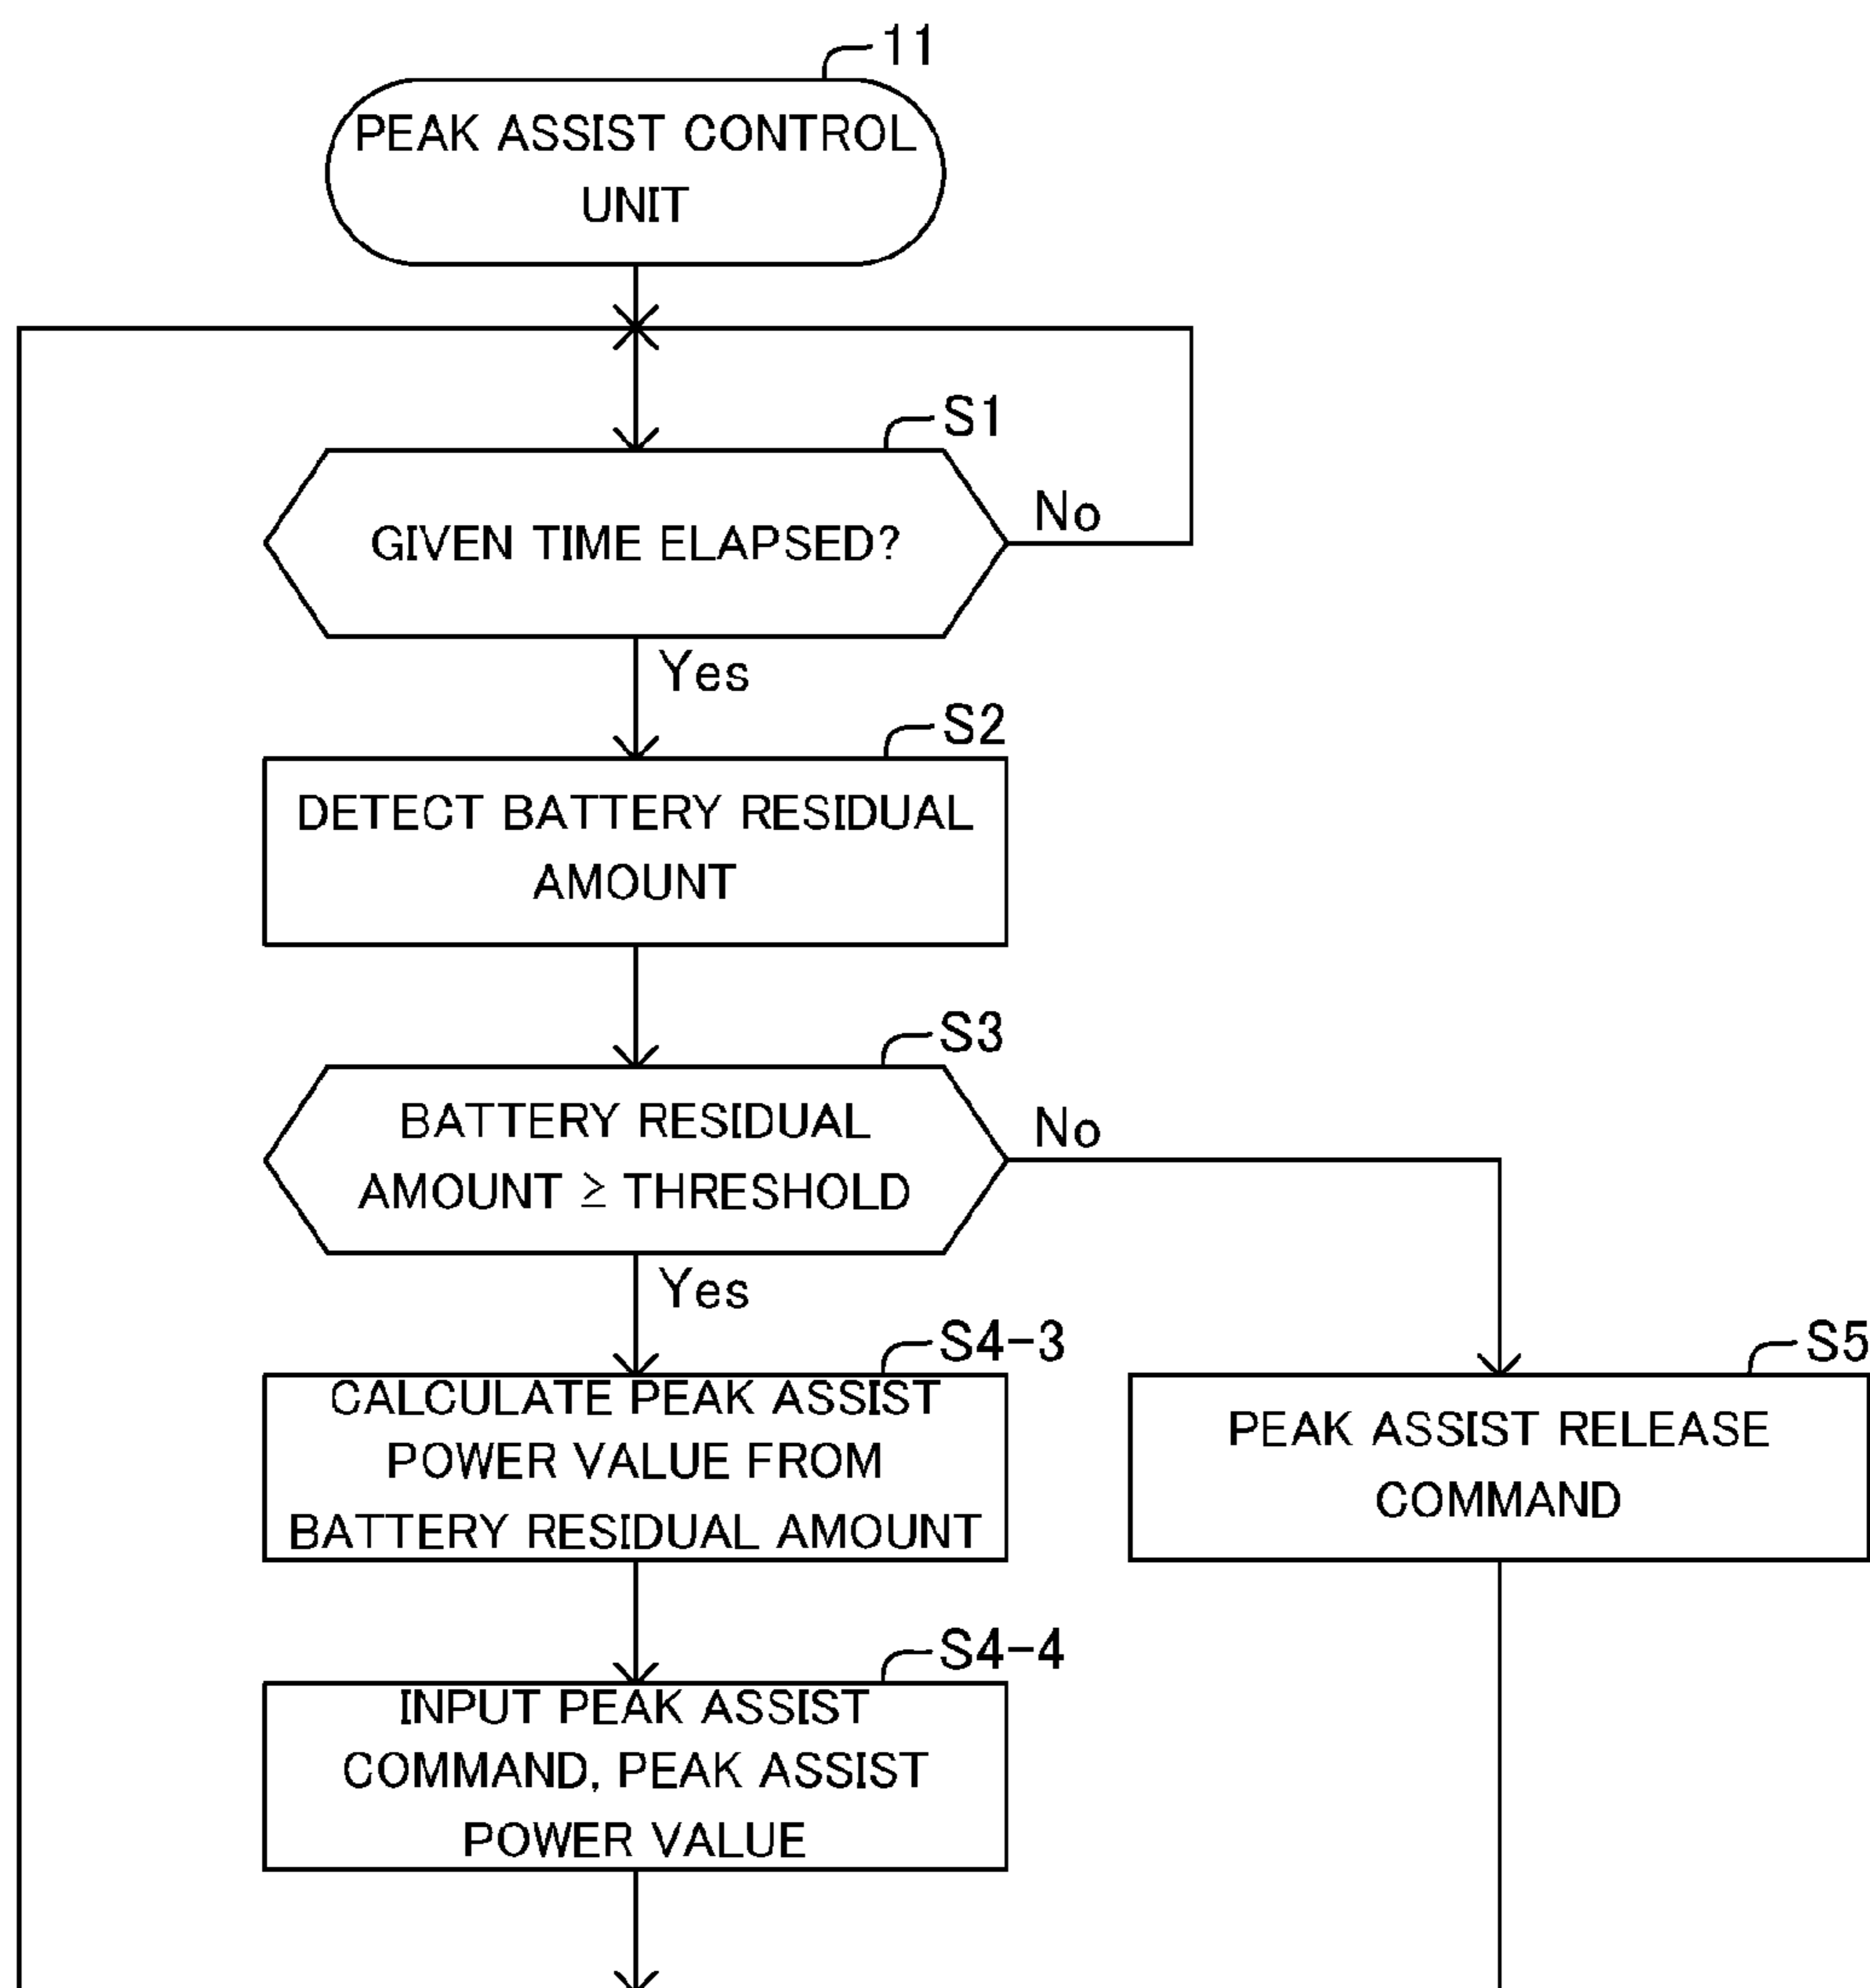 11
PEAK ASSIST CONTROL
UNIT
S1
GIVEN TIME ELAPSED?
No
Yes
S2
DETECT BATTERY RESIDUAL
AMOUNT
S3
BATTERY RESIDUAL
AMOUNT ≥ THRESHOLD
No
Yes
S4-3
CALCULATE PEAK ASSIST
POWER VALUE FROM
BATTERY RESIDUAL AMOUNT
S5
PEAK ASSIST RELEASE
COMMAND
S4-4
INPUT PEAK ASSIST
COMMAND, PEAK ASSIST
POWER VALUE